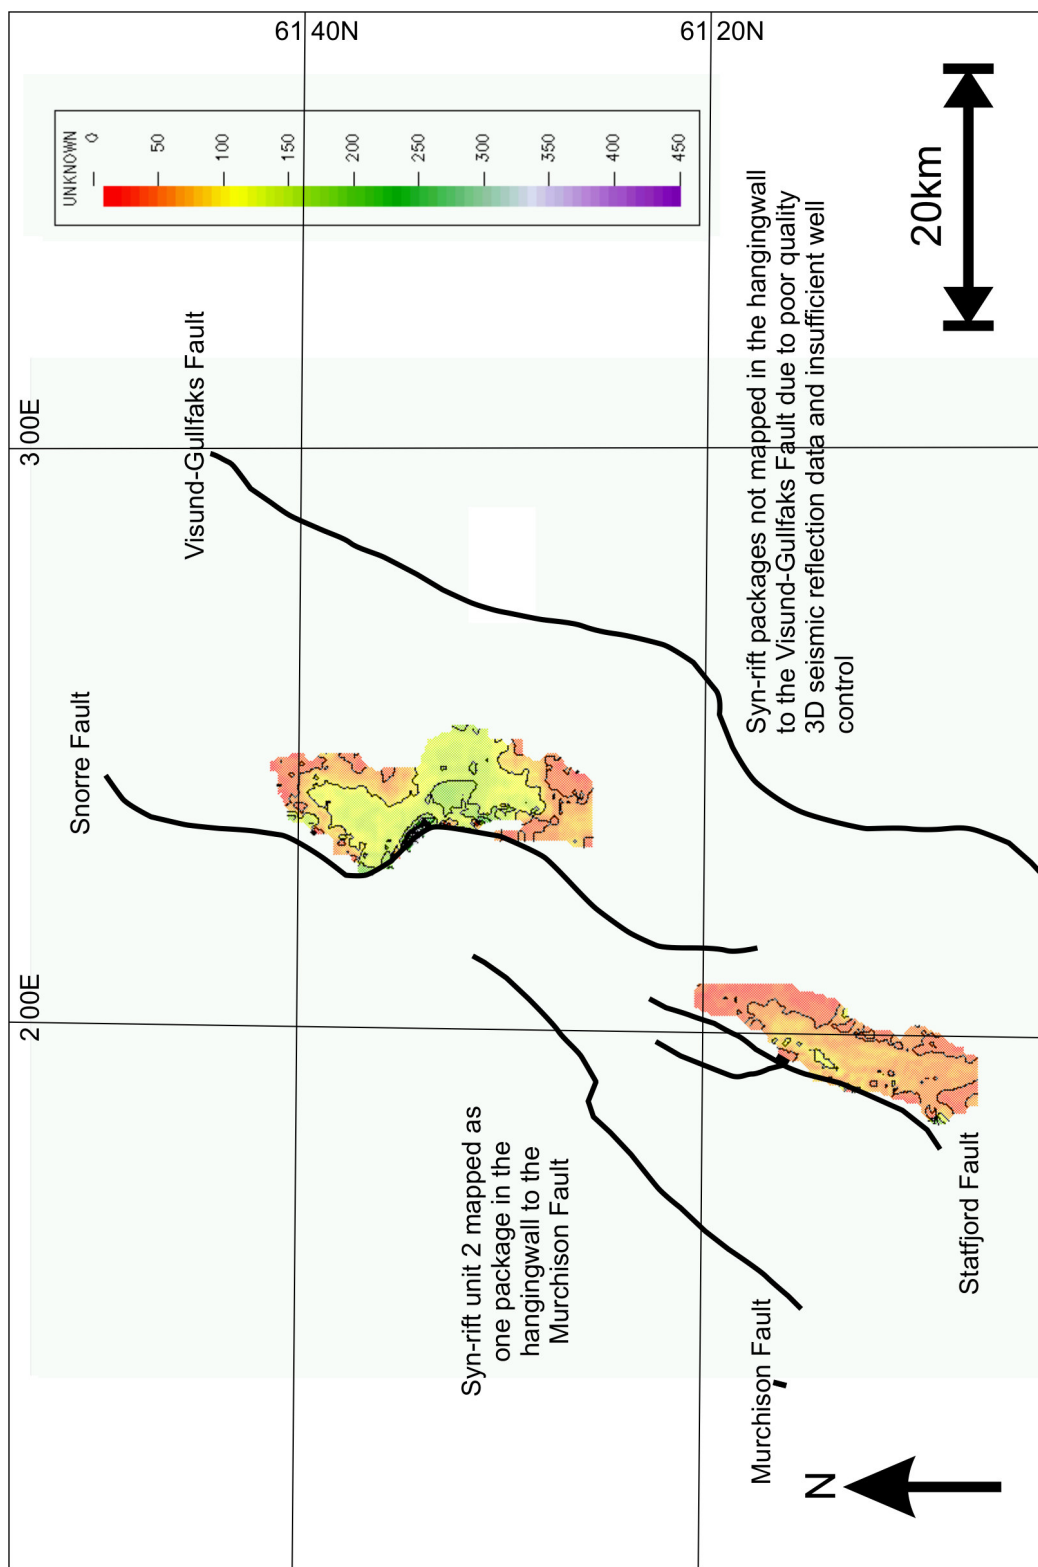 61 40N
61 20N
UNKNOWN
0
50
100
150
200
250
300
350
400
450
20km
3 00E
2 00E
Visund-Gullfaks Fault
Snorre Fault
Syn-rift packages not mapped in the hangingwall
to the Visund-Gullfaks Fault due to poor quality
3D seismic reflection data and insufficient well
control
Syn-rift unit 2 mapped as
one package in the
hangingwall to the
Murchison Fault
Statfjord Fault
Murchison Fault
N